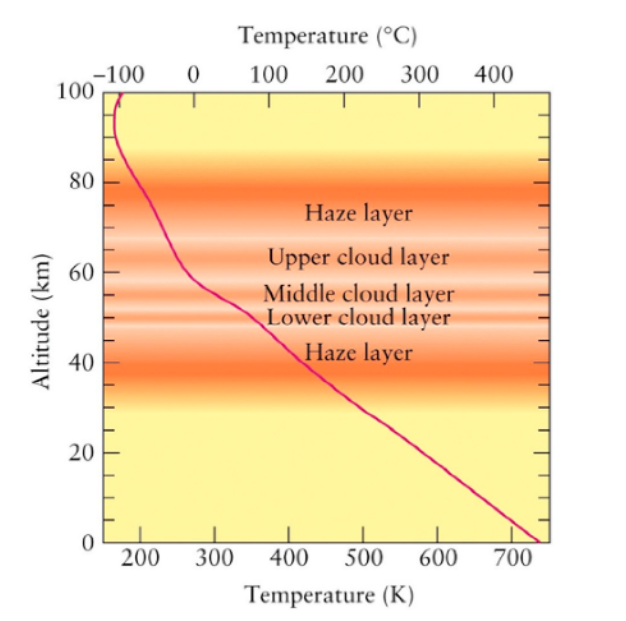 Temperature (°C)
−100 0 100 200 300 400
100
80
60
40
20
0
Altitude (km)
Haze layer
Upper cloud layer
Middle cloud layer
Lower cloud layer
Haze layer
200 300 400 500 600 700
Temperature (K)